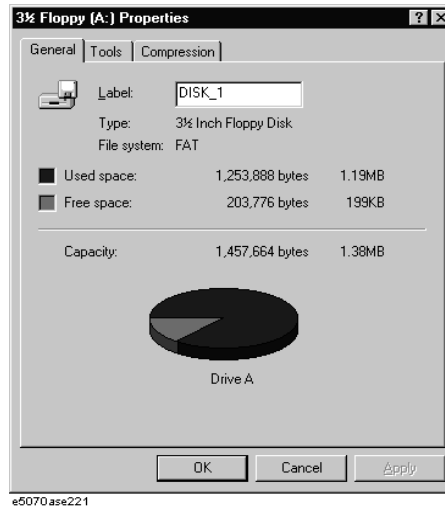 3½ Floppy (A:) Properties
General Tools Compression
Label: DISK_1
Type: 3½ Inch Floppy Disk
File system: FAT
Used space: 1,253,888 bytes 1.19MB
Free space: 203,776 bytes 199KB
Capacity: 1,457,664 bytes 1.38MB
Drive A
OK Cancel Apply
e5070ase221